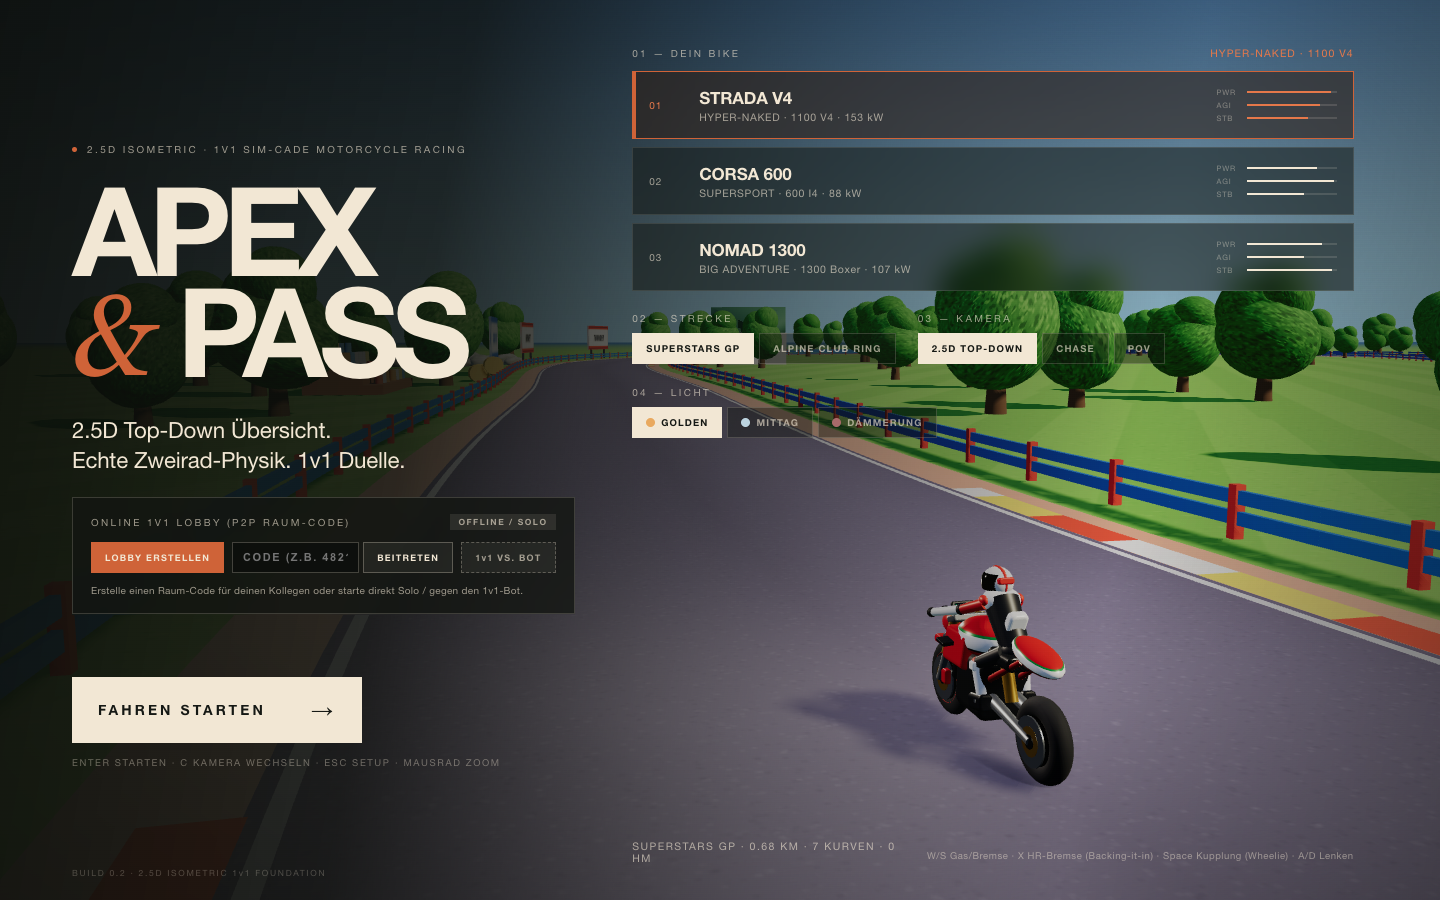 2.5D ISOMETRIC · 1V1 SIM-CADE MOTORCYCLE RACING
APEX
& PASS
2.5D Top-Down Übersicht.
Echte Zweirad-Physik. 1v1 Duelle.
ONLINE 1V1 LOBBY (P2P RAUM-CODE)
OFFLINE / SOLO
LOBBY ERSTELLEN
CODE (Z.B. 482
BEITRETEN
1v1 VS. BOT
Erstelle einen Raum-Code für deinen Kollegen oder starte direkt Solo / gegen den 1v1-Bot.
FAHREN STARTEN →
ENTER STARTEN · C KAMERA WECHSELN · ESC SETUP · MAUSRAD ZOOM
BUILD 0.2 · 2.5D ISOMETRIC 1v1 FOUNDATION
01 — DEIN BIKE
HYPER-NAKED · 1100 V4
01
STRADA V4
HYPER-NAKED · 1100 V4 · 153 kW
PWR
AGI
STB
02
CORSA 600
SUPERSPORT · 600 I4 · 88 kW
PWR
AGI
STB
03
NOMAD 1300
BIG ADVENTURE · 1300 Boxer · 107 kW
PWR
AGI
STB
02 — STRECKE
SUPERSTARS GP
ALPINE CLUB RING
03 — KAMERA
2.5D TOP-DOWN
CHASE
POV
04 — LICHT
GOLDEN
MITTAG
DÄMMERUNG
SUPERSTARS GP · 0.68 KM · 7 KURVEN · 0
HM
W/S Gas/Bremse · X HR-Bremse (Backing-it-in) · Space Kupplung (Wheelie) · A/D Lenken